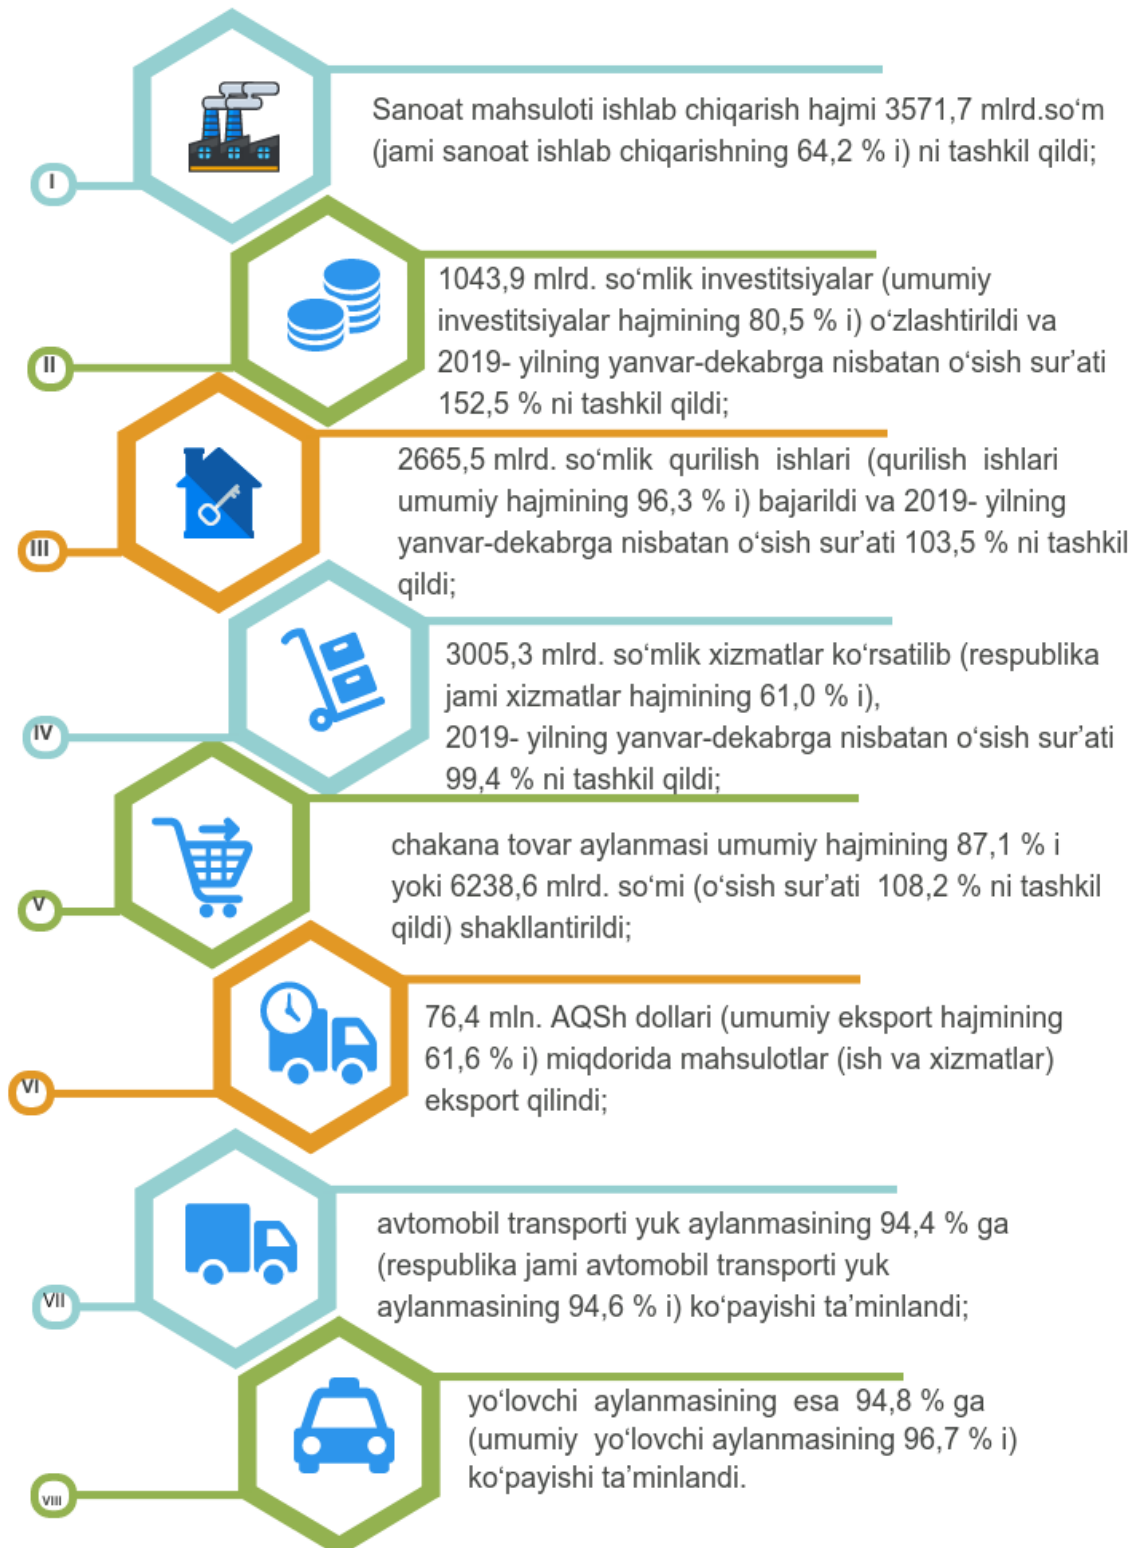 I
Sanoat mahsuloti ishlab chiqarish hajmi 3571,7 mlrd.so‘m
(jami sanoat ishlab chiqarishning 64,2 % i) ni tashkil qildi;
II
1043,9 mlrd. so‘mlik investitsiyalar (umumiy
investitsiyalar hajmining 80,5 % i) o‘zlashtirildi va
2019- yilning yanvar-dekabrga nisbatan o‘sish sur’ati
152,5 % ni tashkil qildi;
III
2665,5 mlrd. so‘mlik qurilish ishlari (qurilish ishlari
umumiy hajmining 96,3 % i) bajarildi va 2019- yilning
yanvar-dekabrga nisbatan o‘sish sur’ati 103,5 % ni tashkil
qildi;
IV
3005,3 mlrd. so‘mlik xizmatlar ko‘rsatilib (respublika
jami xizmatlar hajmining 61,0 % i),
2019- yilning yanvar-dekabrga nisbatan o‘sish sur’ati
99,4 % ni tashkil qildi;
V
chakana tovar aylanmasi umumiy hajmining 87,1 % i
yoki 6238,6 mlrd. so‘mi (o‘sish sur’ati 108,2 % ni tashkil
qildi) shakllantirildi;
VI
76,4 mln. AQSh dollari (umumiy eksport hajmining
61,6 % i) miqdorida mahsulotlar (ish va xizmatlar)
eksport qilindi;
VII
avtomobil transporti yuk aylanmasining 94,4 % ga
(respublika jami avtomobil transporti yuk
aylanmasining 94,6 % i) ko‘payishi ta’minlandi;
VIII
yo‘lovchi aylanmasining esa 94,8 % ga
(umumiy yo‘lovchi aylanmasining 96,7 % i)
ko‘payishi ta’minlandi.